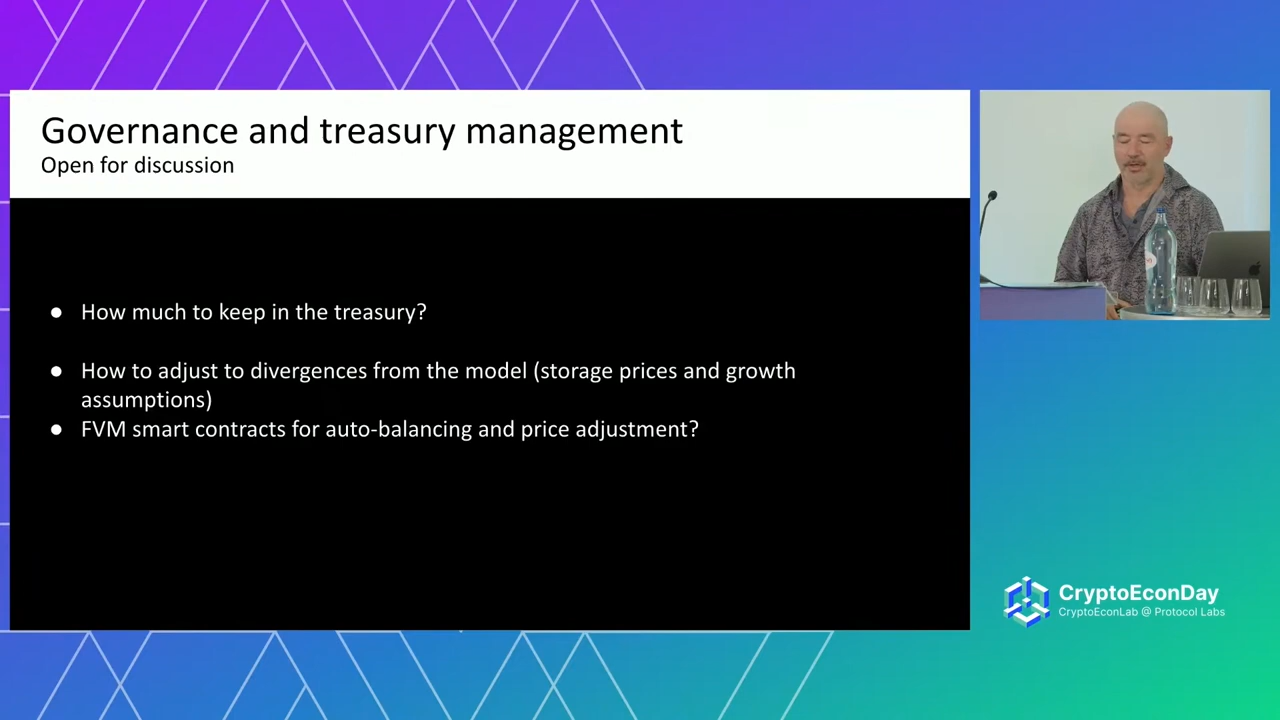 Governance and treasury management
Open for discussion
● How much to keep in the treasury?
● How to adjust to divergences from the model (storage prices and growth
assumptions)
● FVM smart contracts for auto-balancing and price adjustment?
CryptoEconDay
CryptoEconLab @ Protocol Labs